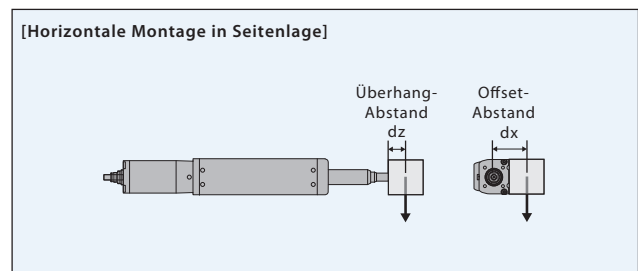 [Horizontale Montage in Seitenlage]
Überhang-
Abstand
dz
Offset-
Abstand
dx